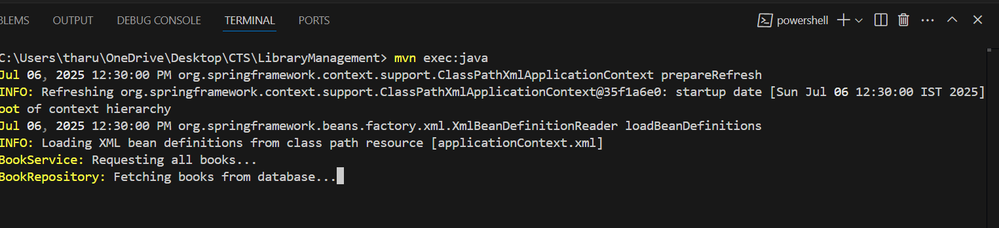 BLEMS OUTPUT DEBUG CONSOLE TERMINAL PORTS powershell
C:\Users\tharu\OneDrive\Desktop\CTS\LibraryManagement> mvn exec:java
Jul 06, 2025 12:30:00 PM org.springframework.context.support.ClassPathXmlApplicationContext prepareRefresh
INFO: Refreshing org.springframework.context.support.ClassPathXmlApplicationContext@35f1a6e0: startup date [Sun Jul 06 12:30:00 IST 2025]
oot of context hierarchy
Jul 06, 2025 12:30:00 PM org.springframework.beans.factory.xml.XmlBeanDefinitionReader loadBeanDefinitions
INFO: Loading XML bean definitions from class path resource [applicationContext.xml]
BookService: Requesting all books...
BookRepository: Fetching books from database...